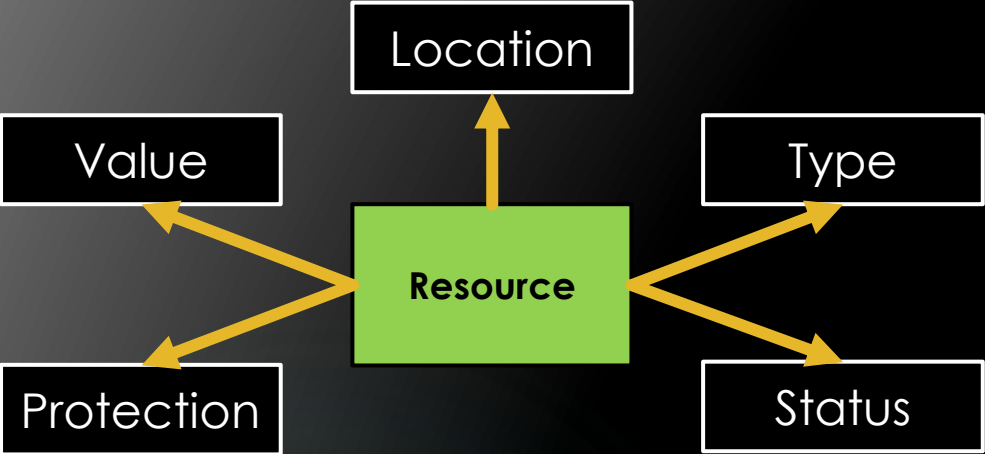 Location
Value
Type
Resource
Protection
Status